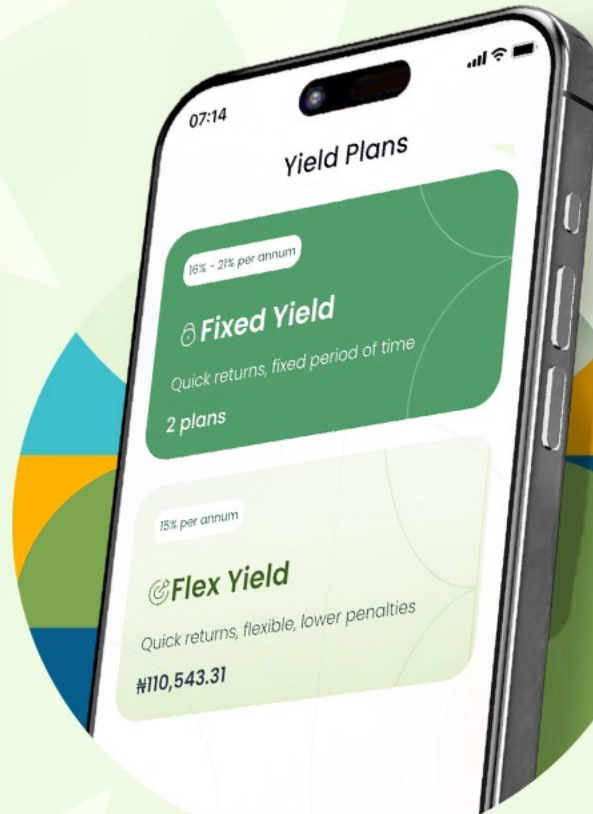 07:14
Yield Plans
16% - 21% per annum
Fixed Yield
Quick returns, fixed period of time
2 plans
15% per annum
Flex Yield
Quick returns, flexible, lower penalties
₦110,543.31